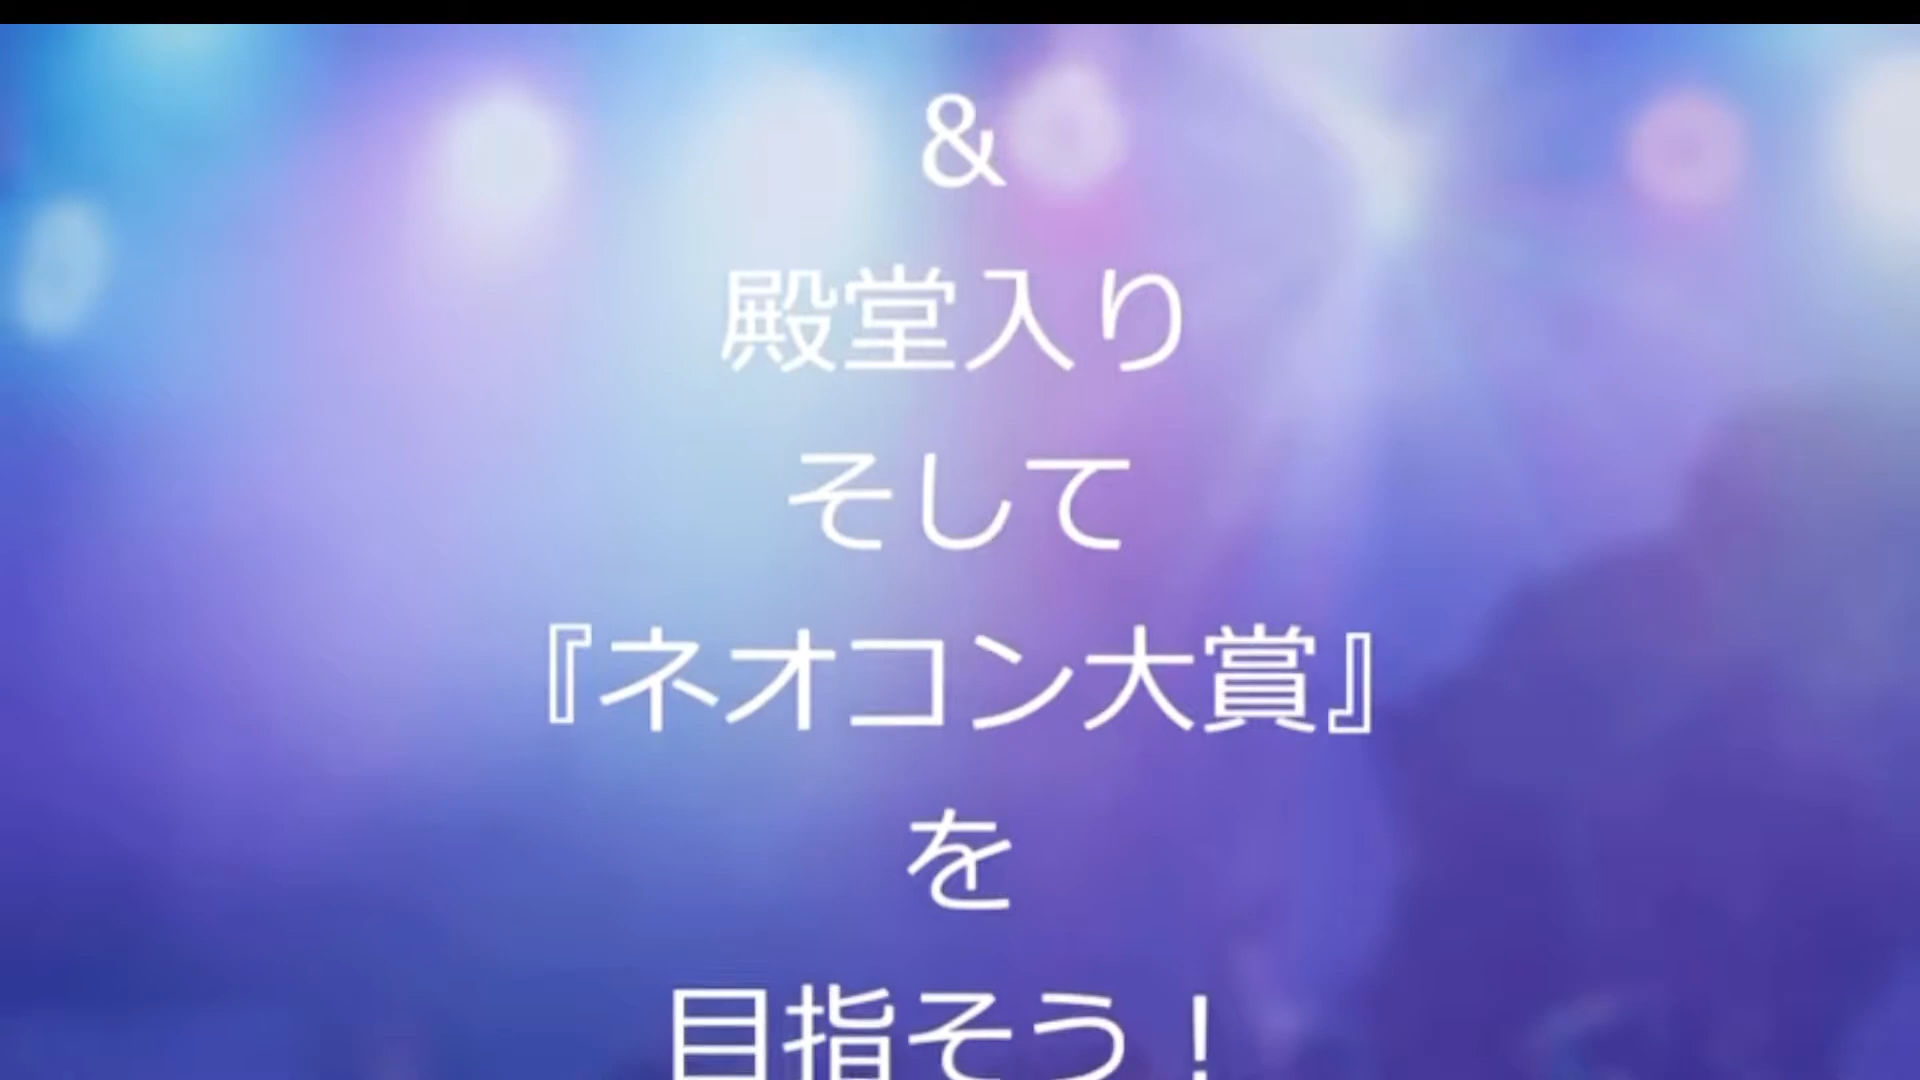 &
殿堂入り
そして
『ネオコン大賞』
を
目指そう！